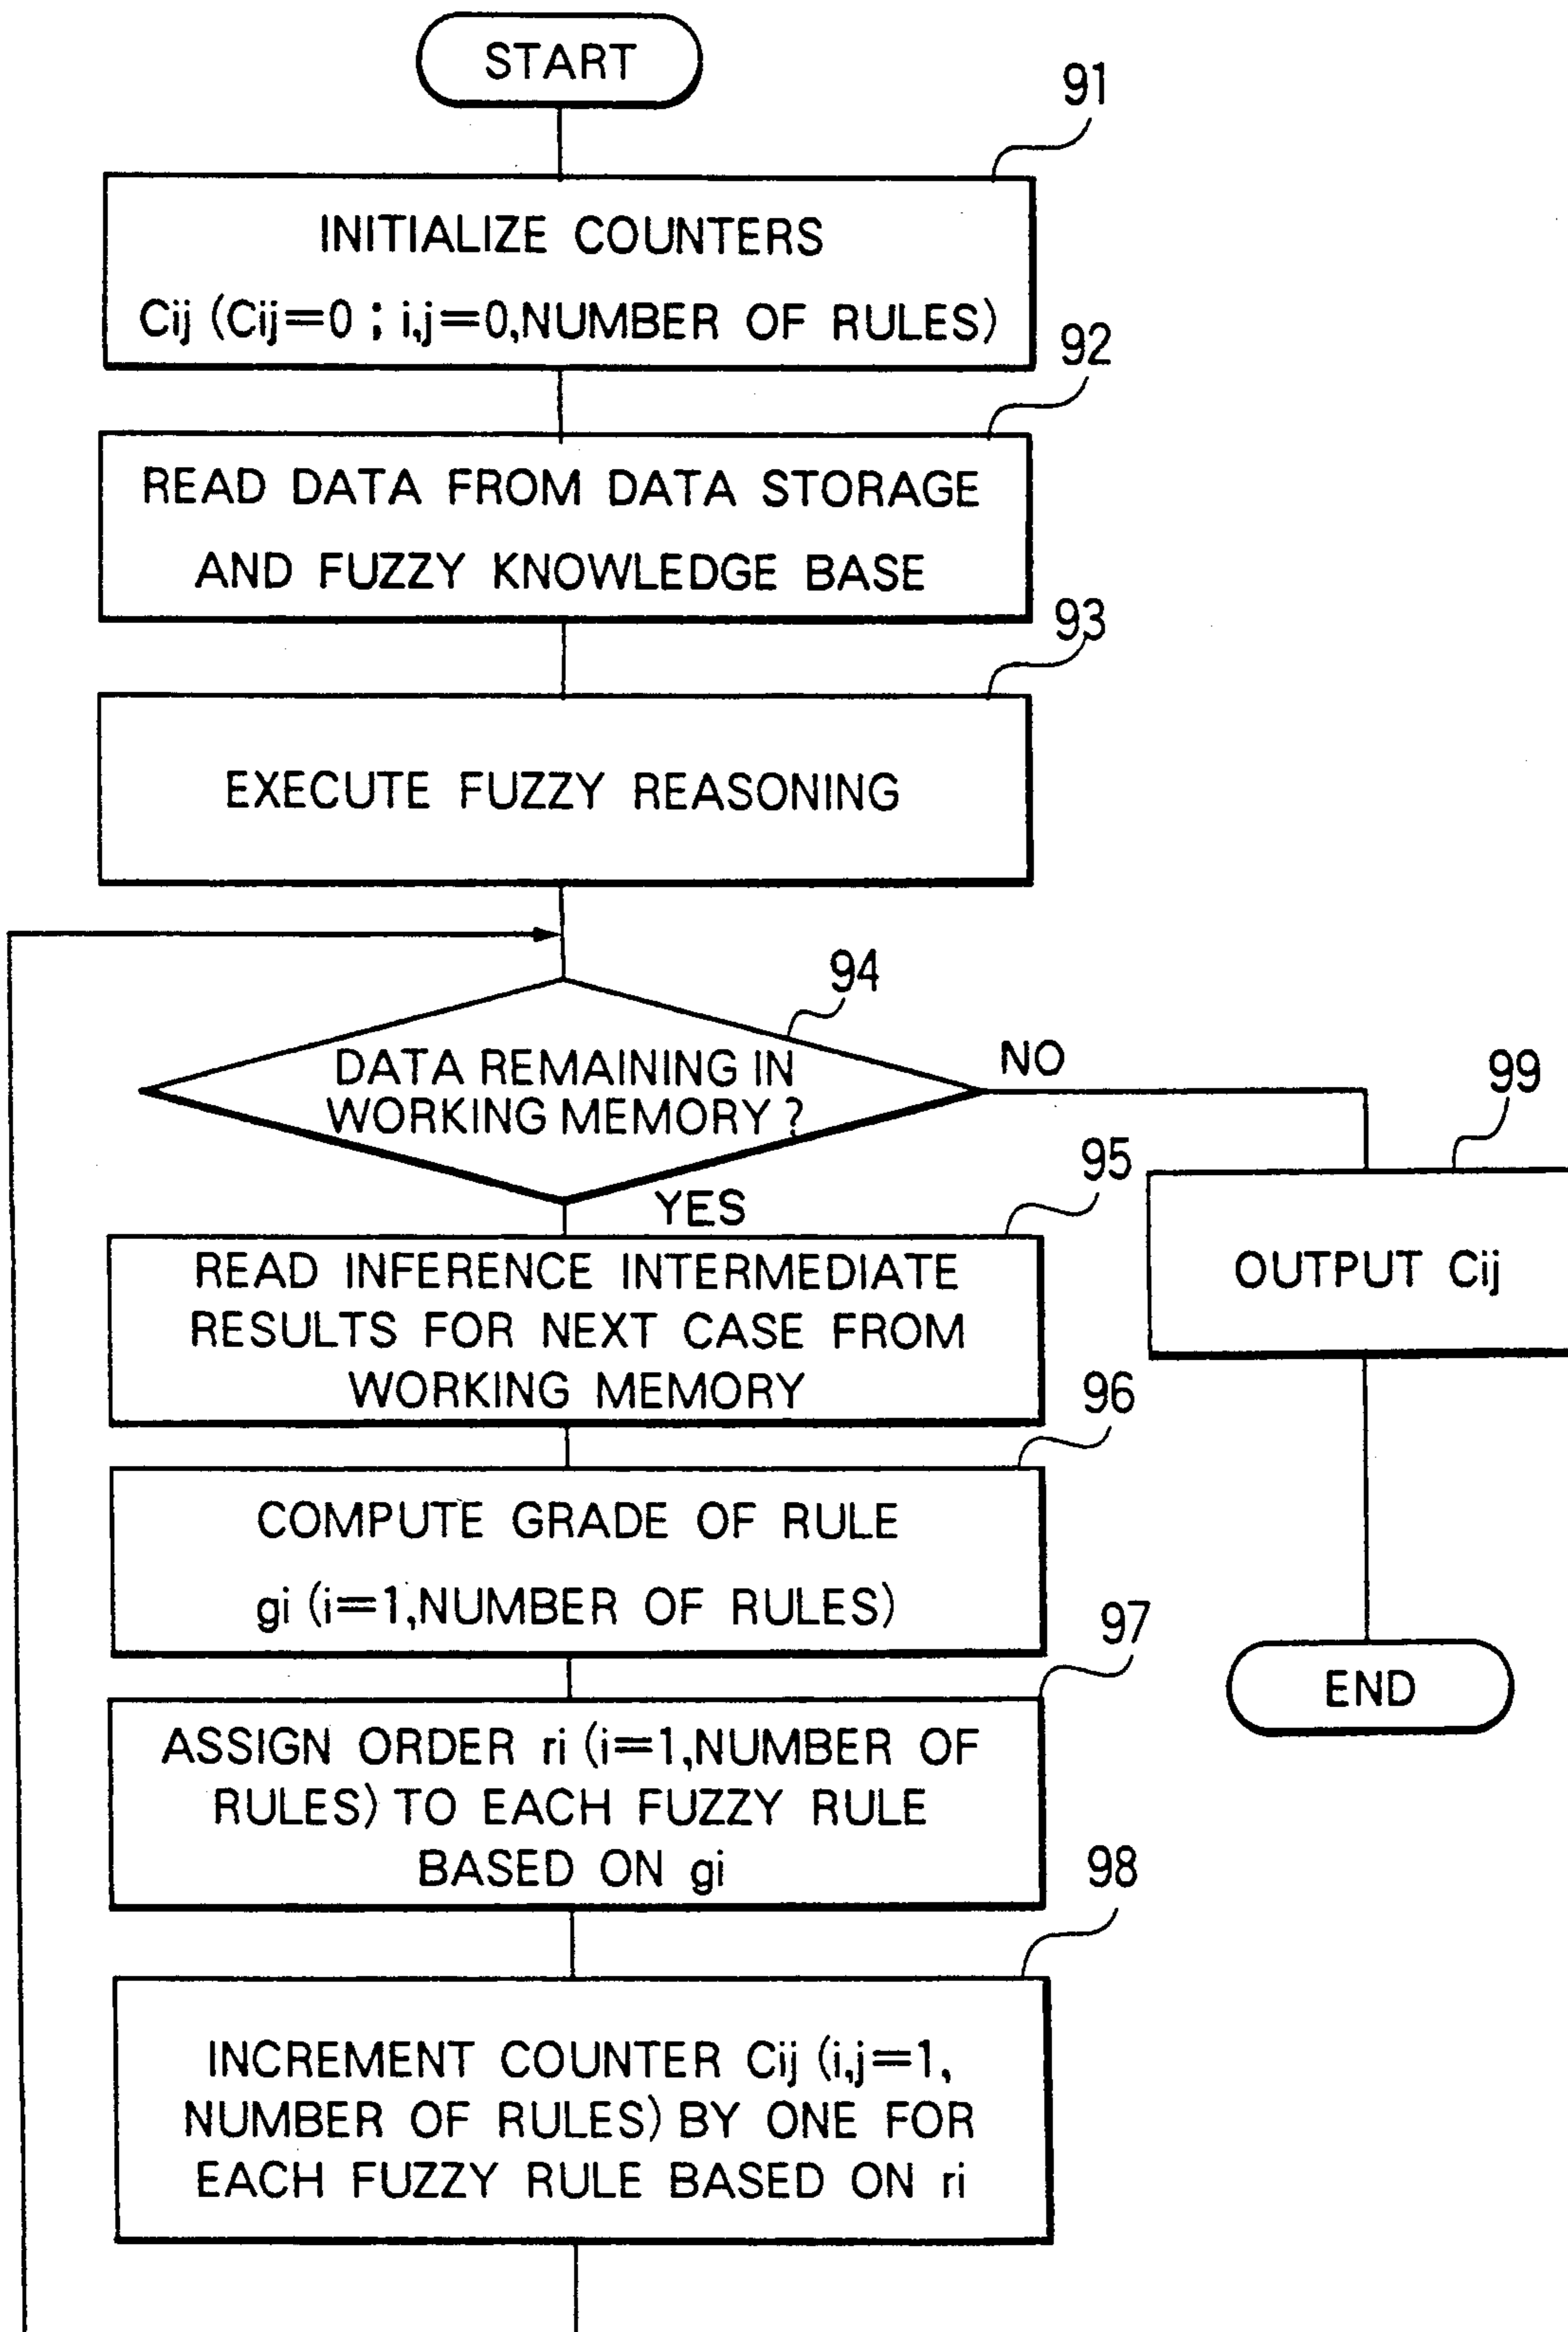 START
91
INITIALIZE COUNTERS
Cij (Cij=0 ; i,j=0,NUMBER OF RULES)
92
READ DATA FROM DATA STORAGE
AND FUZZY KNOWLEDGE BASE
93
EXECUTE FUZZY REASONING
94
DATA REMAINING IN
WORKING MEMORY ?
NO
YES
99
OUTPUT Cij
END
95
READ INFERENCE INTERMEDIATE
RESULTS FOR NEXT CASE FROM
WORKING MEMORY
96
COMPUTE GRADE OF RULE
gi (i=1,NUMBER OF RULES)
97
ASSIGN ORDER ri (i=1,NUMBER OF
RULES) TO EACH FUZZY RULE
BASED ON gi
98
INCREMENT COUNTER Cij (i,j=1,
NUMBER OF RULES) BY ONE FOR
EACH FUZZY RULE BASED ON ri